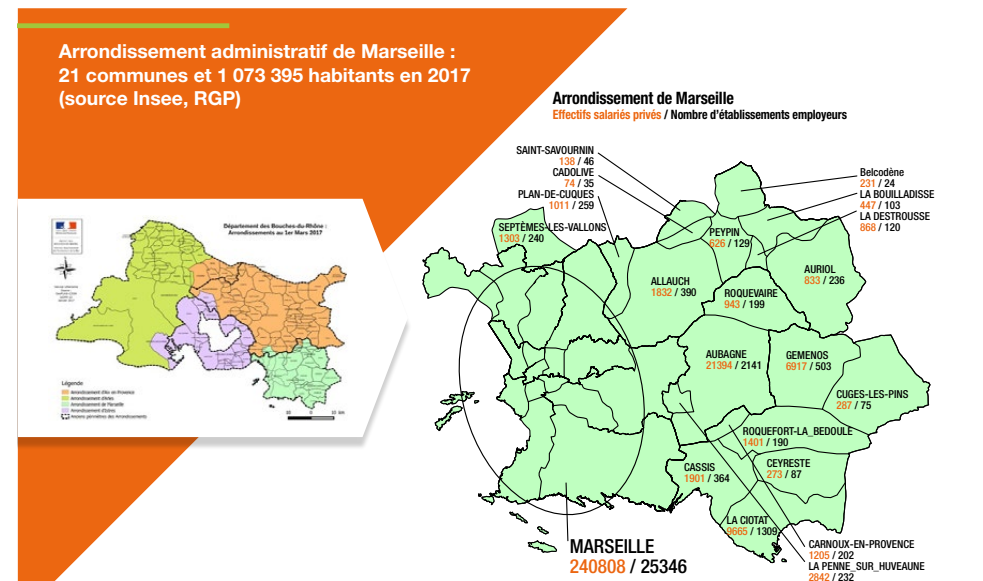 Arrondissement administratif de Marseille :
21 communes et 1 073 395 habitants en 2017
(source Insee, RGP)
Arrondissement de Marseille
Effectifs salariés privés / Nombre d'établissements employeurs
SAINT-SAVOURNIN
138 / 46
CADOLIVE
74 / 35
PLAN-DE-CUQUES
1011 / 259
SEPTÈMES-LES-VALLONS
1303 / 240
Belcodène
231 / 24
LA BOUILLADISSE
447 / 103
LA DESTROUSSE
868 / 120
PEYPIN
626 / 129
ALLAUCH
1832 / 390
ROQUEVAIRE
943 / 199
AURIOL
833 / 236
AUBAGNE
21394 / 2141
GEMENOS
6917 / 503
CUGES-LES-PINS
287 / 75
ROQUEFORT-LA_BEDOULE
1401 / 190
CASSIS
1901 / 364
CEYRESTE
273 / 87
LA CIOTAT
9665 / 1309
MARSEILLE
240808 / 25346
CARNOUX-EN-PROVENCE
1205 / 202
LA PENNE_SUR_HUVEAUNE
2842 / 232
Département des Bouches-du-Rhône :
Arrondissements au 1er Mars 2017
Légende
Arrondissement d'Aix en Provence
Arrondissement d'Arles
Arrondissement de Marseille
Arrondissement d'Istres
Anciens périmètres des Arrondissements